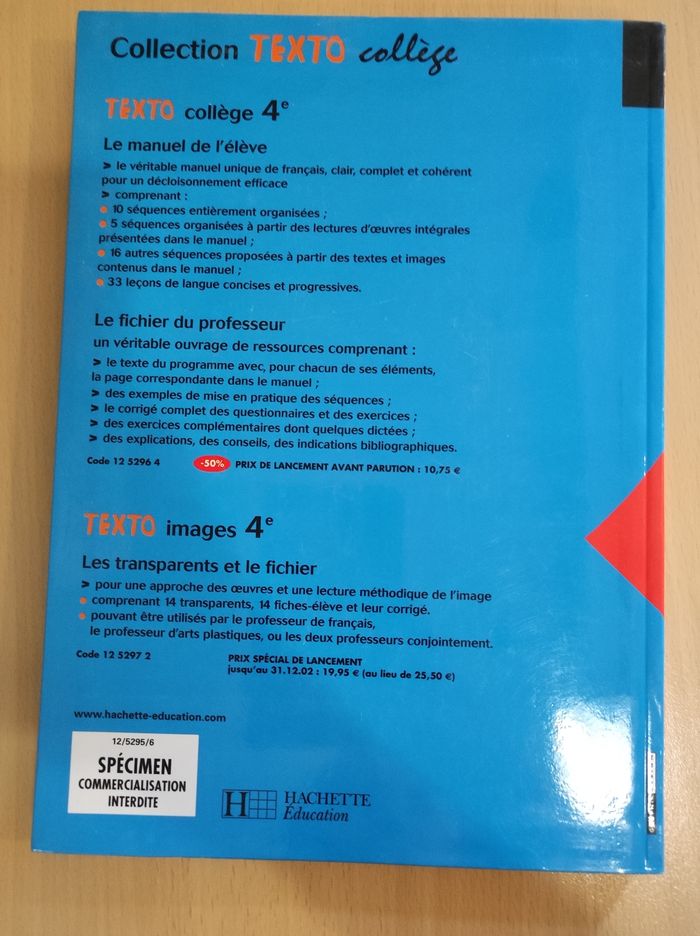 Collection TEXTO collège
TEXTO collège 4e
Le manuel de l'élève
> le véritable manuel unique de français, clair, complet et cohérent
pour un décloisonnement efficace
> comprenant :
• 10 séquences entièrement organisées ;
• 5 séquences organisées à partir des lectures d'œuvres intégrales
présentées dans le manuel ;
• 16 autres séquences proposées à partir des textes et images
contenus dans le manuel ;
• 33 leçons de langue concises et progressives.
Le fichier du professeur
un véritable ouvrage de ressources comprenant :
> le texte du programme avec, pour chacun de ses éléments,
la page correspondante dans le manuel ;
> des exemples de mise en pratique des séquences ;
> le corrigé complet des questionnaires et des exercices ;
> des exercices complémentaires dont quelques dictées ;
> des explications, des conseils, des indications bibliographiques.
Code 12 5296 4 -50% PRIX DE LANCEMENT AVANT PARUTION : 10,75 €
TEXTO images 4e
Les transparents et le fichier
> pour une approche des œuvres et une lecture méthodique de l'image
• comprenant 14 transparents, 14 fiches-élève et leur corrigé.
• pouvant être utilisés par le professeur de français,
le professeur d'arts plastiques, ou les deux professeurs conjointement.
Code 12 5297 2 PRIX SPÉCIAL DE LANCEMENT
jusqu'au 31.12.02 : 19,95 € (au lieu de 25,50 €)
www.hachette-education.com
12/5295/6
SPÉCIMEN
COMMERCIALISATION
INTERDITE
H HACHETTE
Éducation